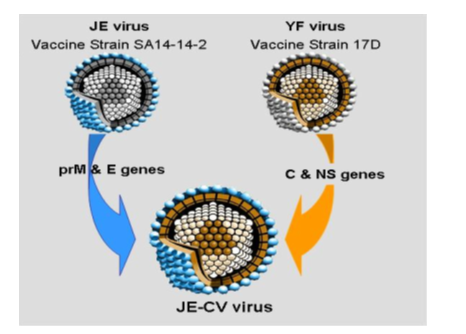 JE virus
Vaccine Strain SA14-14-2
YF virus
Vaccine Strain 17D
prM & E genes
C & NS genes
JE-CV virus